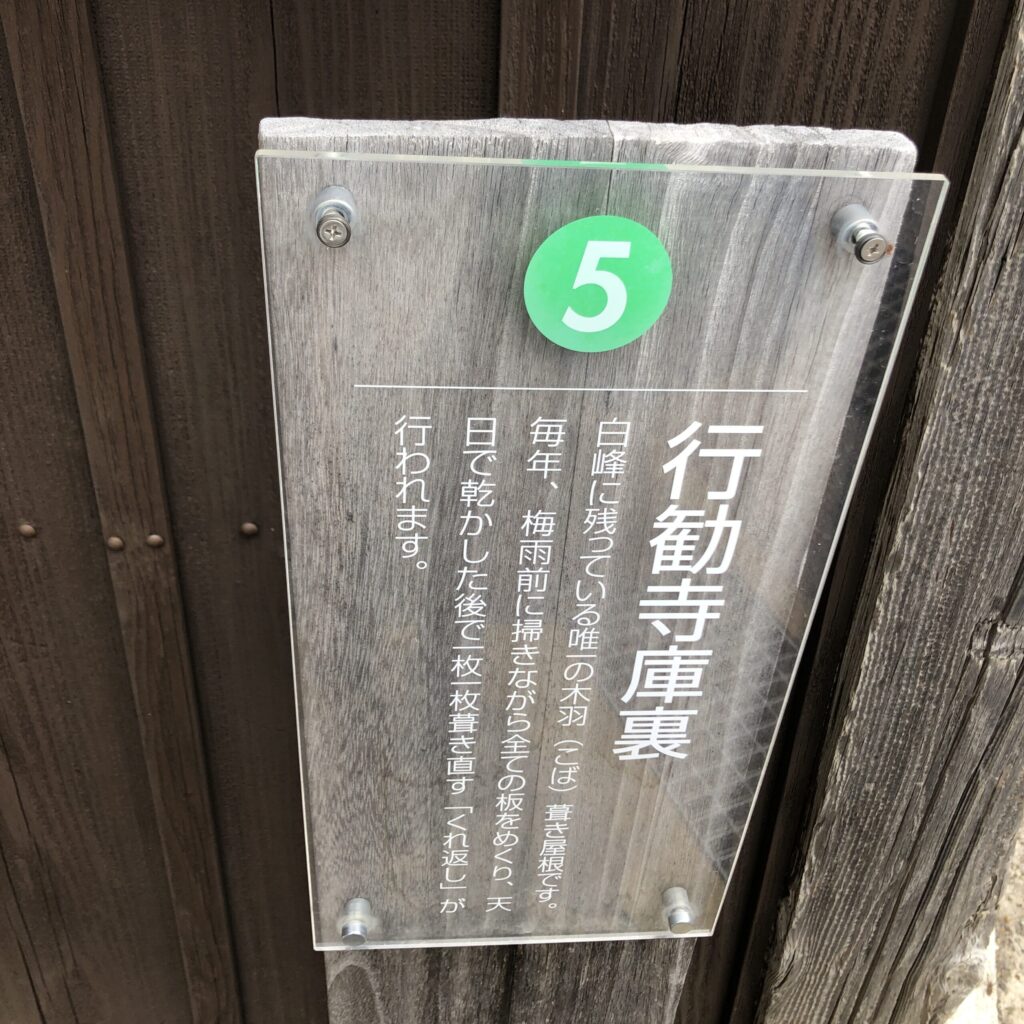 5
行勧寺庫裏
白峰に残っている唯一の木羽（こば）葺き屋根です。
毎年、梅雨前に掃きながら全ての板をめくり、天
日で乾かした後で一枚一枚葺き直す「くれ返し」が
行われます。